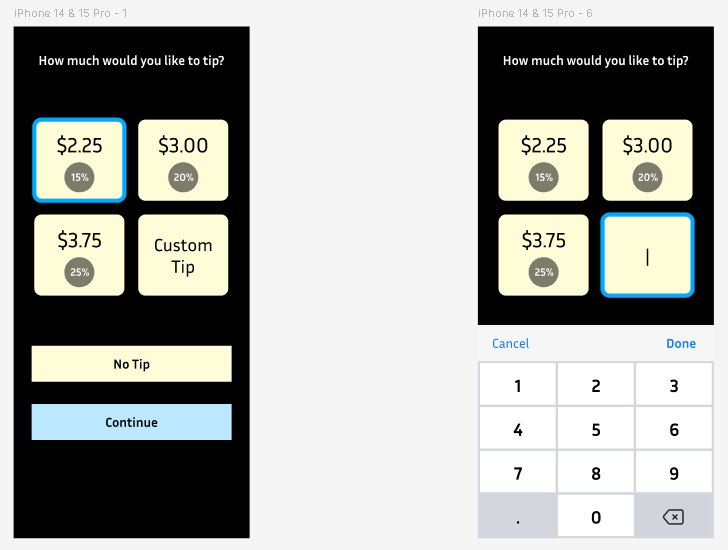 iPhone 14 & 15 Pro - 1
How much would you like to tip?
$2.25
15%
$3.00
20%
$3.75
25%
Custom
Tip
No Tip
Continue
iPhone 14 & 15 Pro - 6
How much would you like to tip?
$2.25
15%
$3.00
20%
$3.75
25%
Cancel
Done
1
2
3
4
5
6
7
8
9
.
0